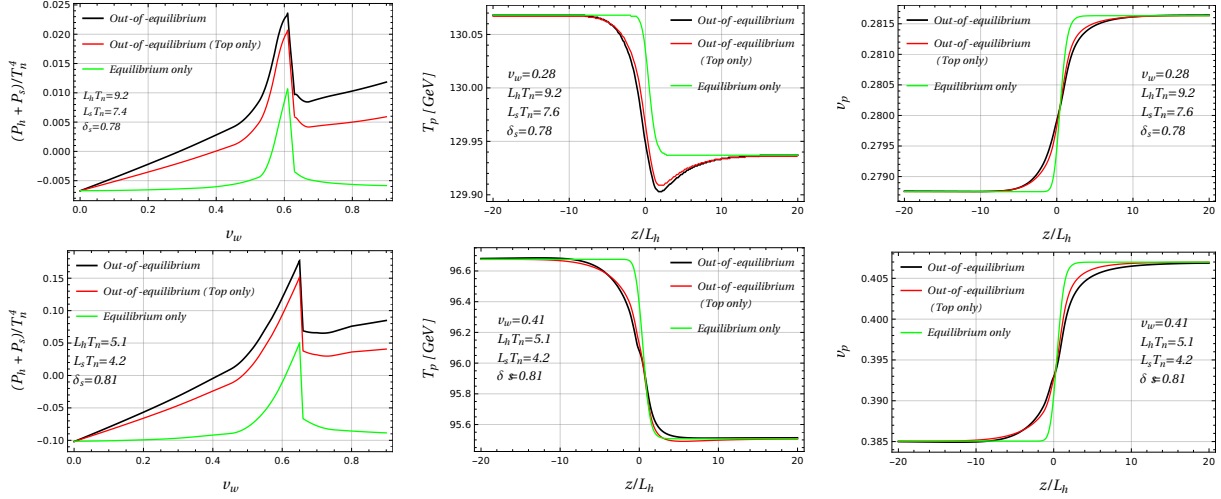 (P_h + P_s)/T_n^4
0.025
0.020
0.015
0.010
0.005
0.000
−0.005
Out-of-equilibrium
Out-of-equilibrium (Top only)
Equilibrium only
L_hT_n=9.2
L_sT_n=7.4
δ_s=0.78
0.0 0.2 0.4 0.6 0.8
v_w
T_p [GeV]
130.05
130.00
129.95
129.90
Out-of-equilibrium
Out-of-equilibrium
(Top only)
Equilibrium only
v_w=0.28
L_hT_n=9.2
L_sT_n=7.6
δ_s=0.78
−20 −10 0 10 20
z/L_h
v_p
0.2815
0.2810
0.2805
0.2800
0.2795
0.2790
Out-of-equilibrium
Out-of-equilibrium
(Top only)
Equilibrium only
v_w=0.28
L_hT_n=9.2
L_sT_n=7.6
δ_s=0.78
−20 −10 0 10 20
z/L_h
(P_h + P_s)/T_n^4
0.15
0.10
0.05
0.00
−0.05
−0.10
Out-of-equilibrium
Out-of-equilibrium (Top only)
Equilibrium only
L_hT_n=5.1
L_sT_n=4.2
δ_s=0.81
0.0 0.2 0.4 0.6 0.8
v_w
T_p [GeV]
96.6
96.4
96.2
96.0
95.8
95.6
Out-of-equilibrium
Out-of-equilibrium
(Top only)
Equilibrium only
v_w=0.41
L_hT_n=5.1
L_sT_n=4.2
δ s=0.81
−20 −10 0 10 20
z/L_h
v_p
0.405
0.400
0.395
0.390
0.385
Out-of-equilibrium
Out-of-equilibrium
(Top only)
Equilibrium only
v_w=0.41
L_hT_n=5.1
L_sT_n=4.2
δ s=0.81
−20 −10 0 10 20
z/L_h